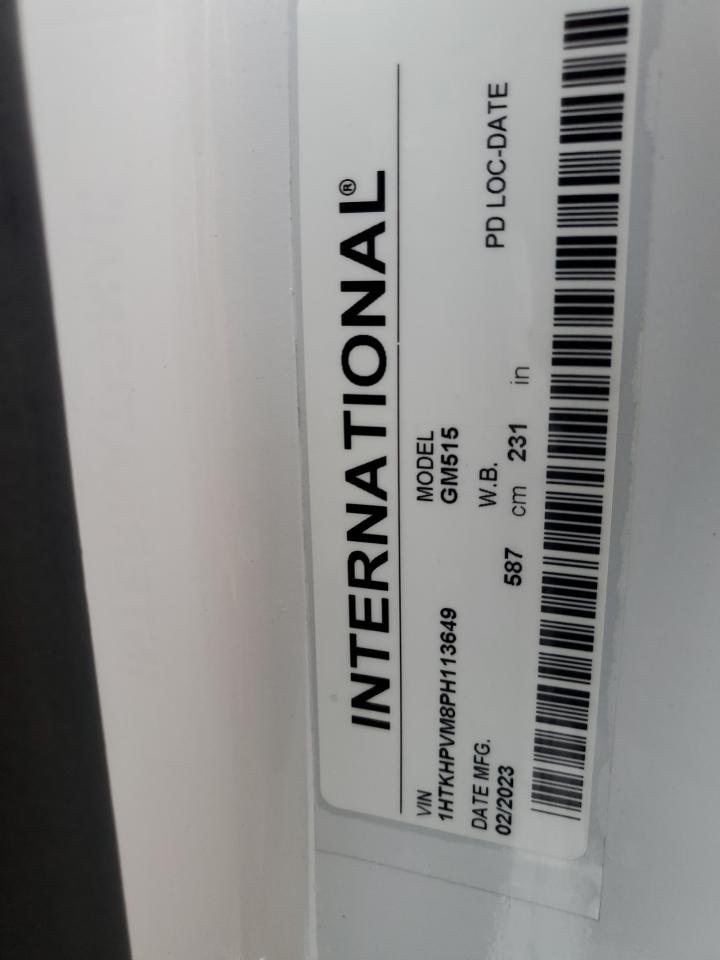 INTERNATIONAL®
VIN
1HTKHPVM8PH113649
MODEL
GM515
DATE MFG.
02/2023
W.B.
587 cm 231 in
PD LOC-DATE